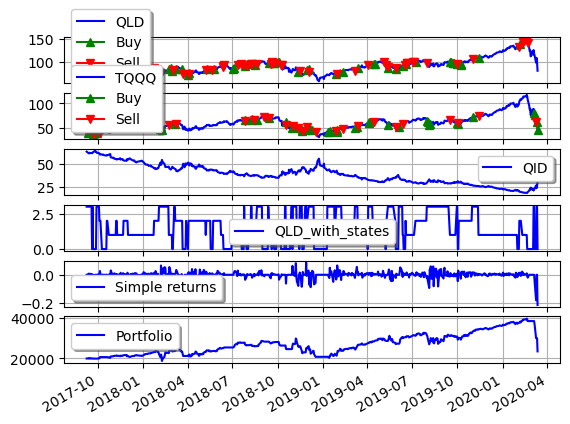 QLD
Buy
Sell
150
100
TQQQ
Buy
Sell
100
50
QID
50
25
2.5
0.0
QLD_with_states
0.0
−0.2
Simple returns
40000
20000
Portfolio
2017-10 2018-01 2018-04 2018-07 2018-10 2019-01 2019-04 2019-07 2019-10 2020-01 2020-04